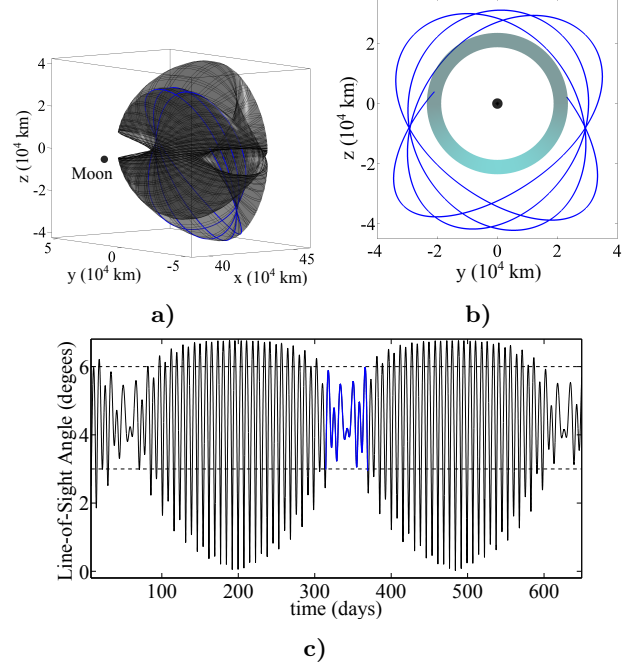 4
2
0
-2
-4
z (10⁴ km)
Moon
5
0
-5
40
45
y (10⁴ km)
x (10⁴ km)
a)
2
0
-2
-4
z (10⁴ km)
-4
-2
0
2
4
y (10⁴ km)
b)
6
4
2
0
Line-of-Sight Angle (degees)
100
200
300
400
500
600
time (days)
c)